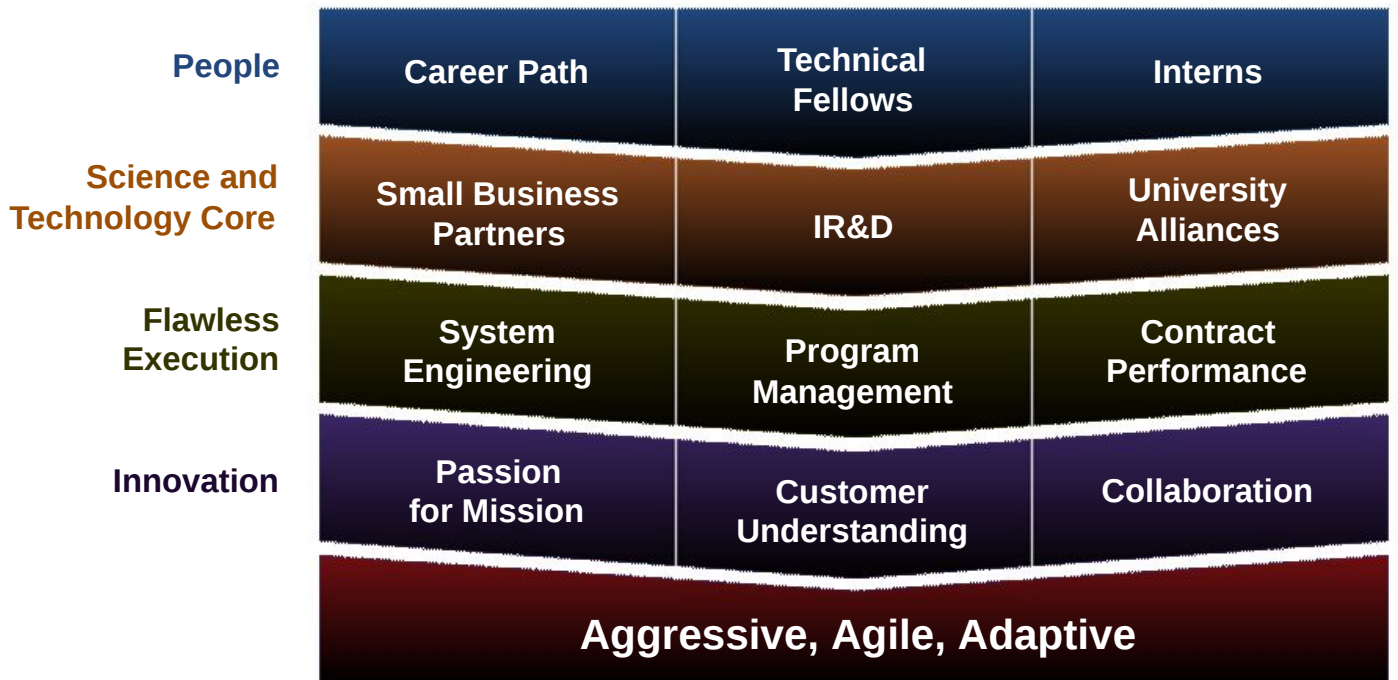 People
Career Path
Technical
Fellows
Interns
Science and
Technology Core
Small Business
Partners
IR&D
University
Alliances
Flawless
Execution
System
Engineering
Program
Management
Contract
Performance
Innovation
Passion
for Mission
Customer
Understanding
Collaboration
Aggressive, Agile, Adaptive